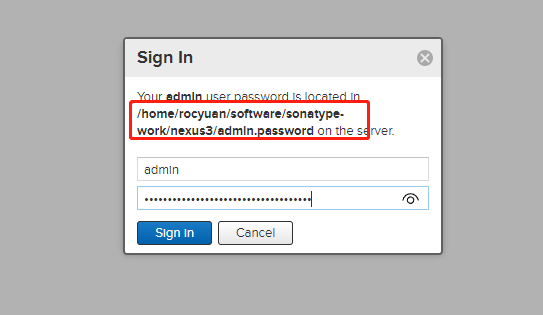 Sign In
Your admin user password is located in
/home/rocyuan/software/sonatype-
work/nexus3/admin.password on the server.
admin
••••••••••••••••••••••••••••••••••••
Sign In
Cancel